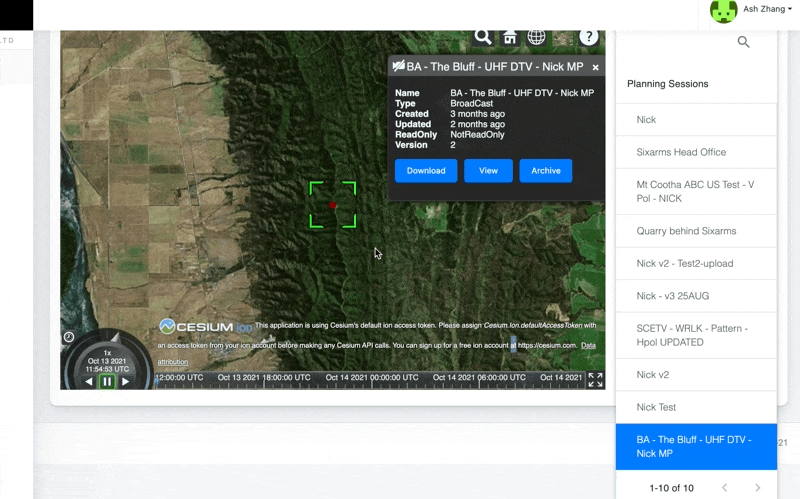 Ash Zhang
LTD
BA - The Bluff - UHF DTV - Nick MP ×
Name BA - The Bluff - UHF DTV - Nick MP
Type BroadCast
Created 3 months ago
Updated 2 months ago
ReadOnly NotReadOnly
Version 2
Download View Archive
?
CESIUM ion This application is using Cesium's default ion access token. Please assign Cesium.Ion.defaultAccessToken with
an access token from your ion account before making any Cesium API calls. You can sign up for a free ion account at https://cesium.com. Data
attribution
1x
Oct 13 2021
11:54:53 UTC
12:00:00 UTC Oct 13 2021 18:00:00 UTC Oct 14 2021 00:00:00 UTC Oct 14 2021 06:00:00 UTC Oct 14 2021
Planning Sessions
Nick
Sixarms Head Office
Mt Cootha ABC US Test - V
Pol - NICK
Quarry behind Sixarms
Nick v2 - Test2-upload
Nick - v3 25AUG
SCETV - WRLK - Pattern -
Hpol UPDATED
Nick v2
Nick Test
BA - The Bluff - UHF DTV -
Nick MP
21
1-10 of 10